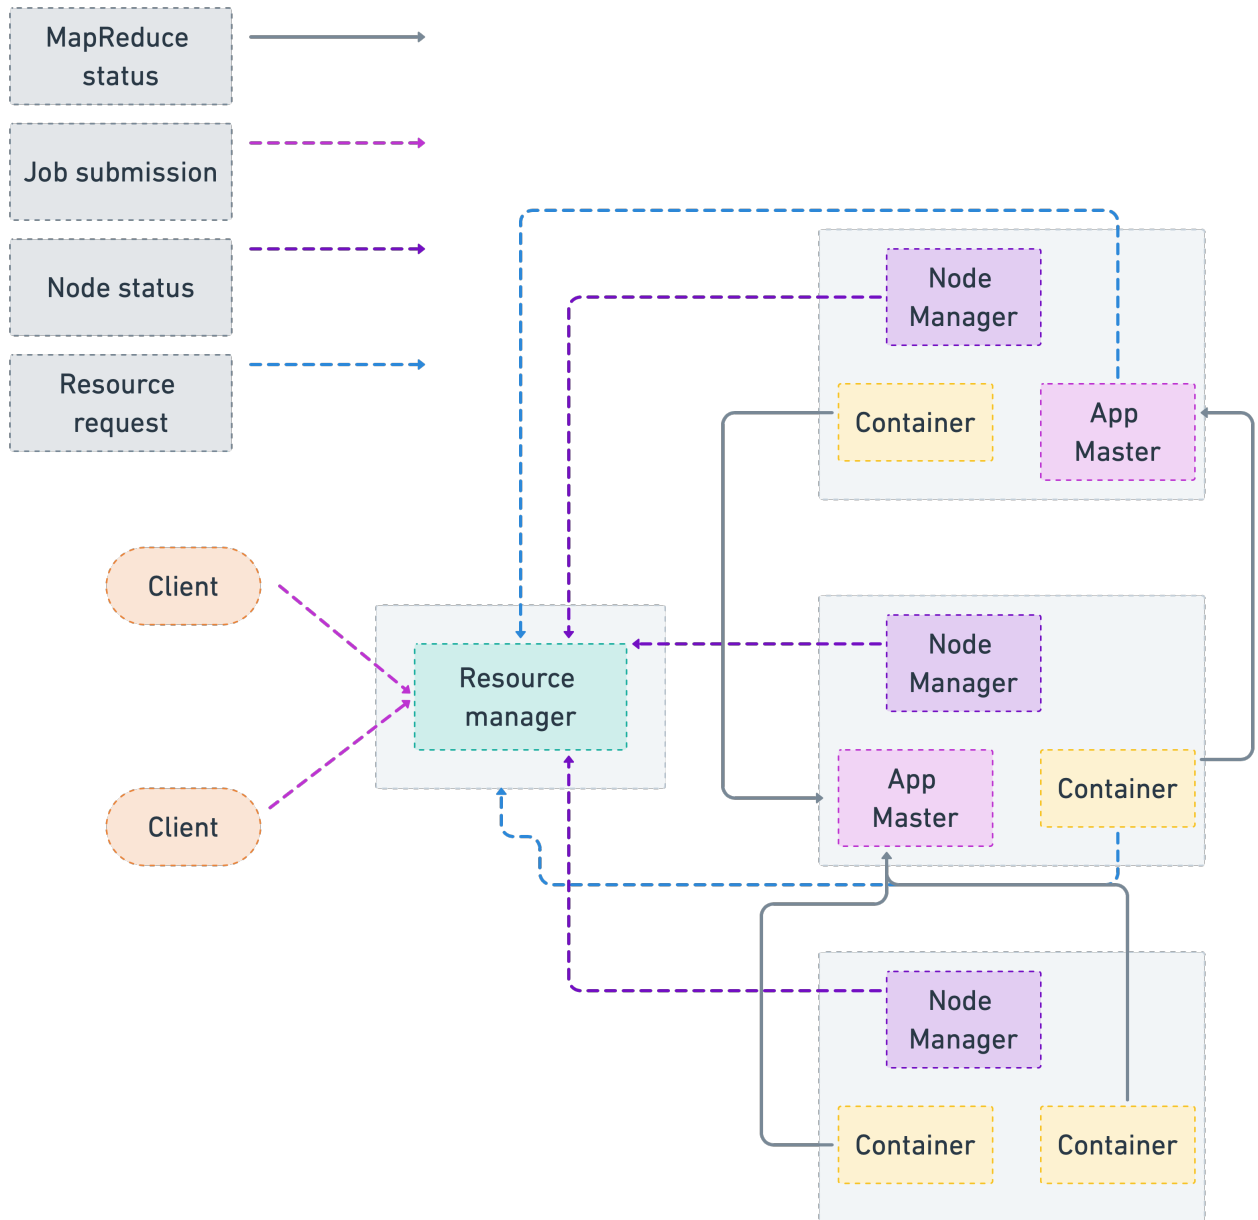 MapReduce
status
Job submission
Node status
Resource
request
Client
Client
Resource
manager
Node
Manager
Container
App
Master
Node
Manager
App
Master
Container
Node
Manager
Container
Container